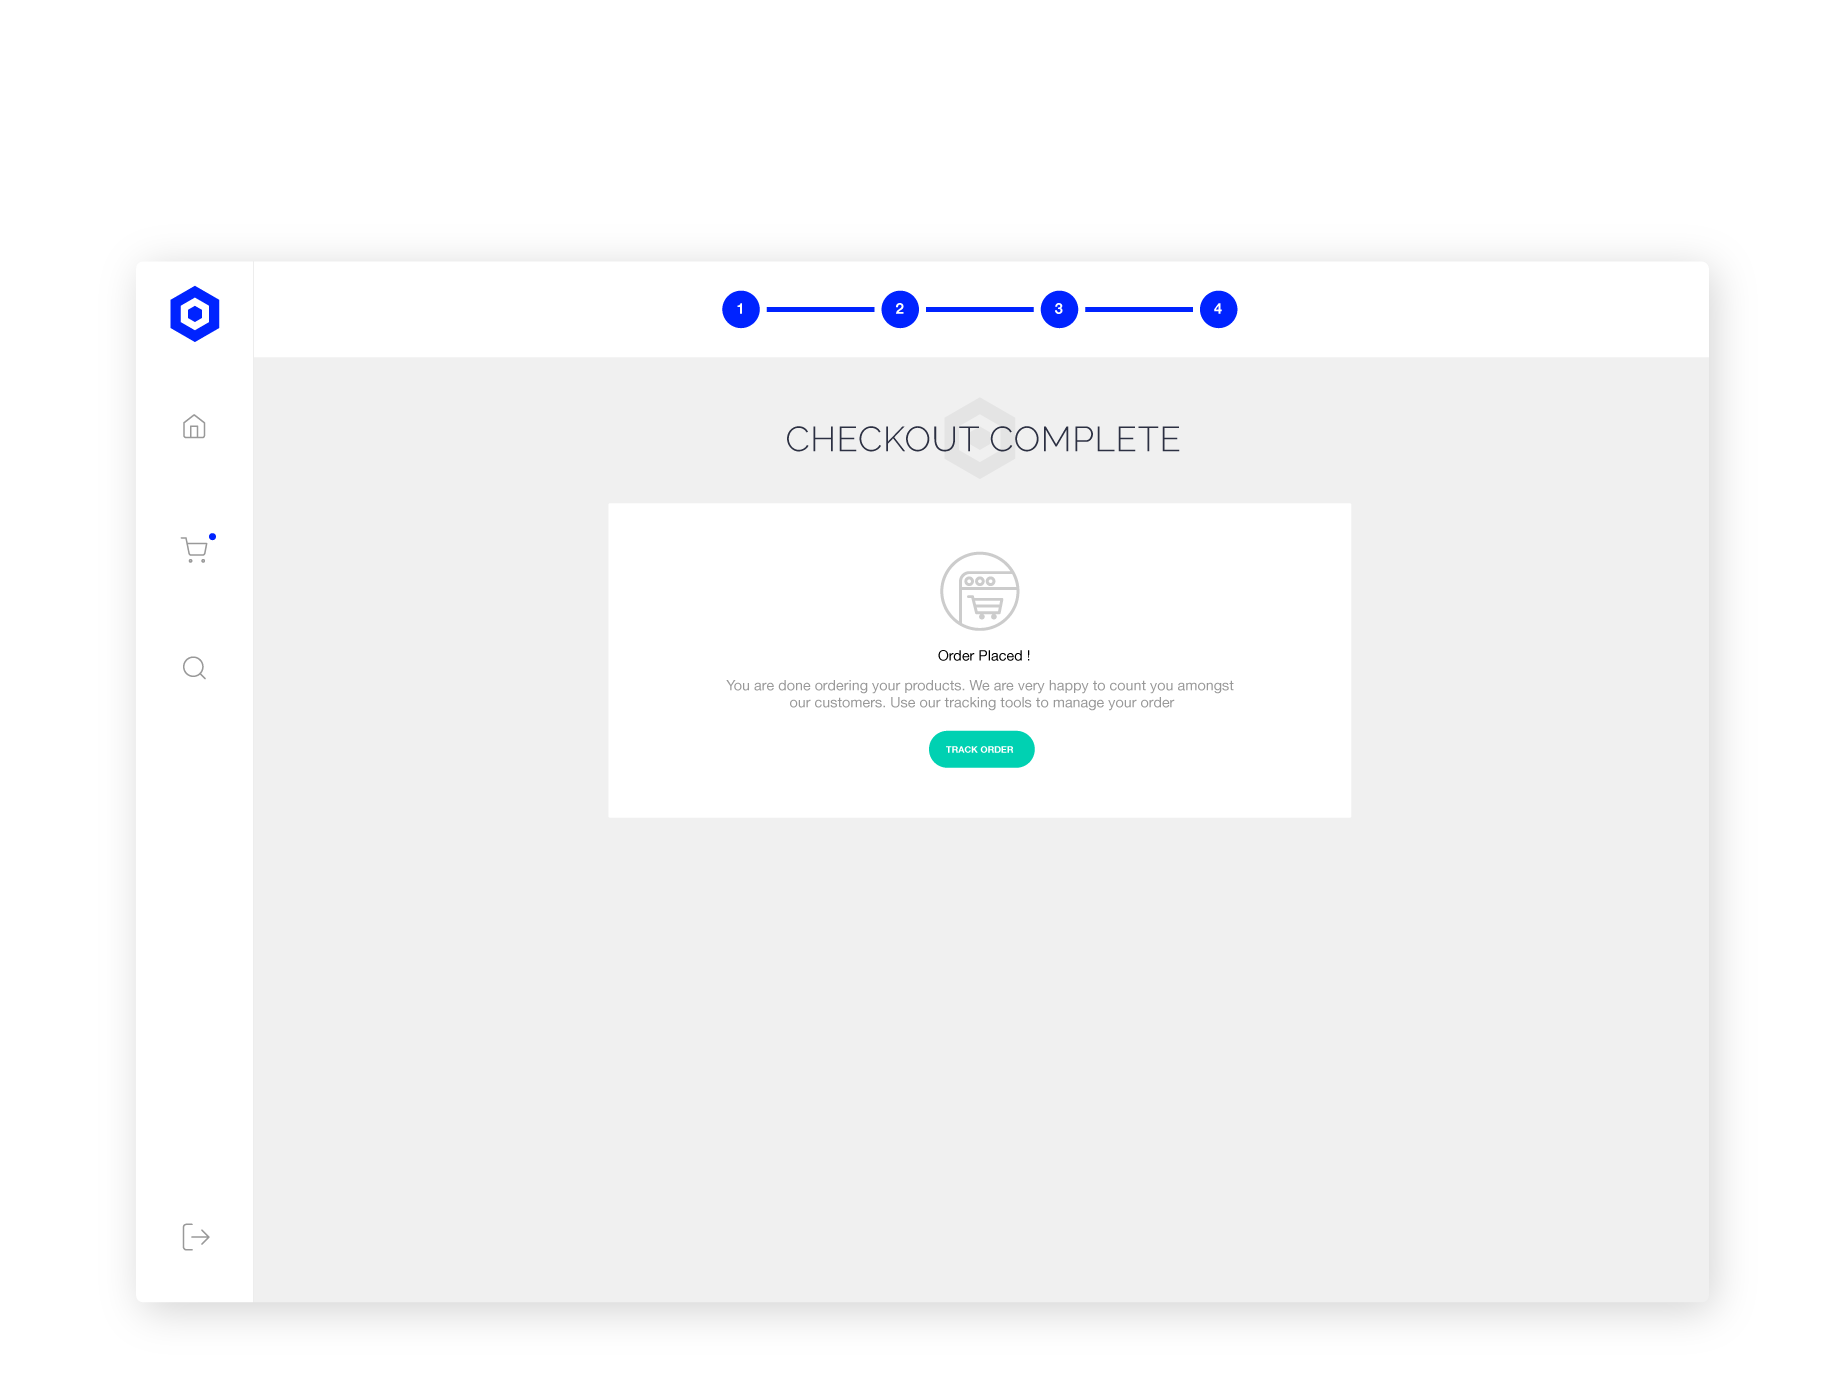 1 2 3 4
CHECKOUT COMPLETE
Order Placed !
You are done ordering your products. We are very happy to count you amongst
our customers. Use our tracking tools to manage your order
TRACK ORDER